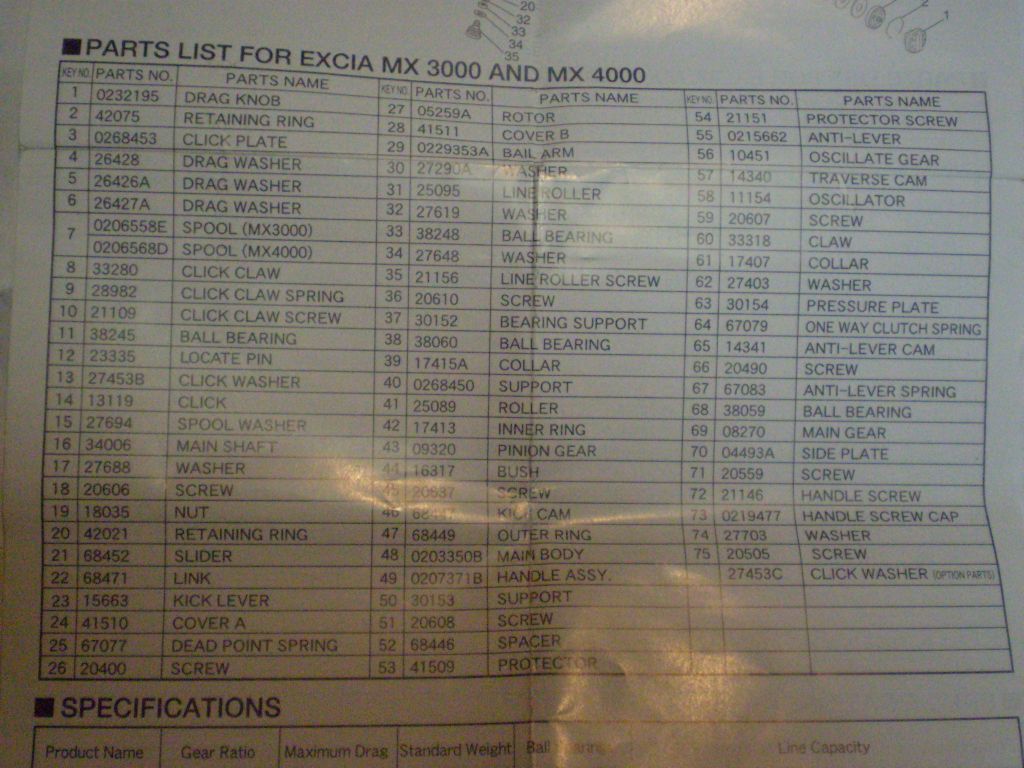 20
32
33
34
35
2
1
■PARTS LIST FOR EXCIA MX 3000 AND MX 4000
KEY NO. PARTS NO. PARTS NAME
1 0232195 DRAG KNOB
2 42075 RETAINING RING
3 0268453 CLICK PLATE
4 26428 DRAG WASHER
5 26426A DRAG WASHER
6 26427A DRAG WASHER
7 0206558E SPOOL (MX3000)
0206568D SPOOL (MX4000)
8 33280 CLICK CLAW
9 28982 CLICK CLAW SPRING
10 21109 CLICK CLAW SCREW
11 38245 BALL BEARING
12 23335 LOCATE PIN
13 27453B CLICK WASHER
14 13119 CLICK
15 27694 SPOOL WASHER
16 34006 MAIN SHAFT
17 27688 WASHER
18 20606 SCREW
19 18035 NUT
20 42021 RETAINING RING
21 68452 SLIDER
22 68471 LINK
23 15663 KICK LEVER
24 41510 COVER A
25 67077 DEAD POINT SPRING
26 20400 SCREW
KEY NO. PARTS NO. PARTS NAME
27 05259A ROTOR
28 41511 COVER B
29 0229353A BAIL ARM
30 27290A WASHER
31 25095 LINE ROLLER
32 27619 WASHER
33 38248 BALL BEARING
34 27648 WASHER
35 21156 LINE ROLLER SCREW
36 20610 SCREW
37 30152 BEARING SUPPORT
38 38060 BALL BEARING
39 17415A COLLAR
40 0268450 SUPPORT
41 25089 ROLLER
42 17413 INNER RING
43 09320 PINION GEAR
44 16317 BUSH
45 20637 SCREW
46 KICK CAM
47 68449 OUTER RING
48 0203350B MAIN BODY
49 0207371B HANDLE ASSY.
50 30153 SUPPORT
51 20608 SCREW
52 68446 SPACER
53 41509 PROTECTOR
KEY NO. PARTS NO. PARTS NAME
54 21151 PROTECTOR SCREW
55 0215662 ANTI-LEVER
56 10451 OSCILLATE GEAR
57 14340 TRAVERSE CAM
58 11154 OSCILLATOR
59 20607 SCREW
60 33318 CLAW
61 17407 COLLAR
62 27403 WASHER
63 30154 PRESSURE PLATE
64 67079 ONE WAY CLUTCH SPRING
65 14341 ANTI-LEVER CAM
66 20490 SCREW
67 67083 ANTI-LEVER SPRING
68 38059 BALL BEARING
69 08270 MAIN GEAR
70 04493A SIDE PLATE
71 20559 SCREW
72 21146 HANDLE SCREW
73 0219477 HANDLE SCREW CAP
74 27703 WASHER
75 20505 SCREW
27453C CLICK WASHER (OPTION PARTS)
■SPECIFICATIONS
Product Name Gear Ratio Maximum Drag Standard Weight Ball Bearing Line Capacity